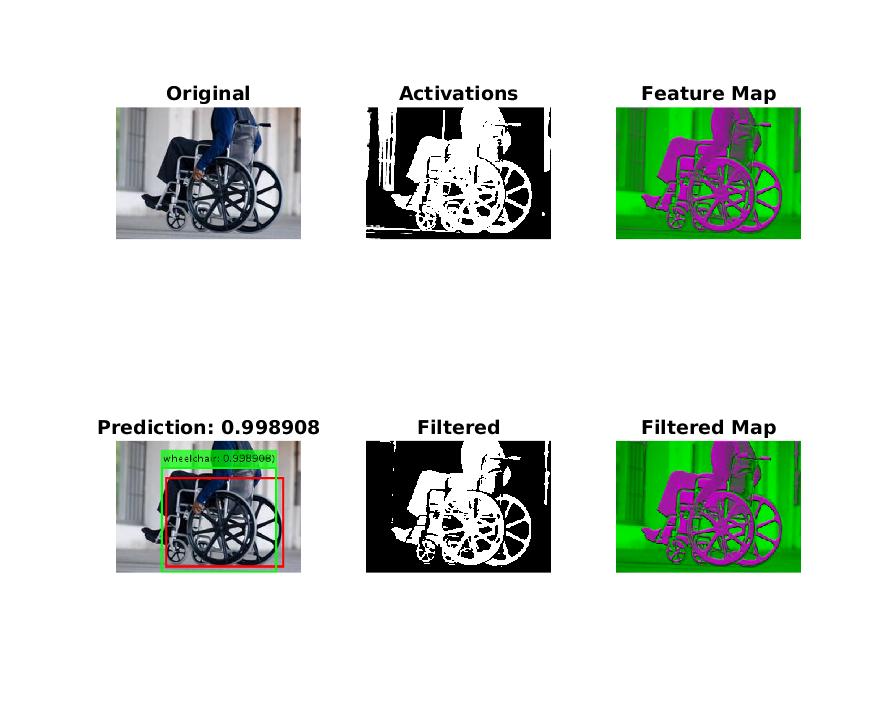 Original
Activations
Feature Map
Prediction: 0.998908
Filtered
Filtered Map
wheelchair: 0.998908)